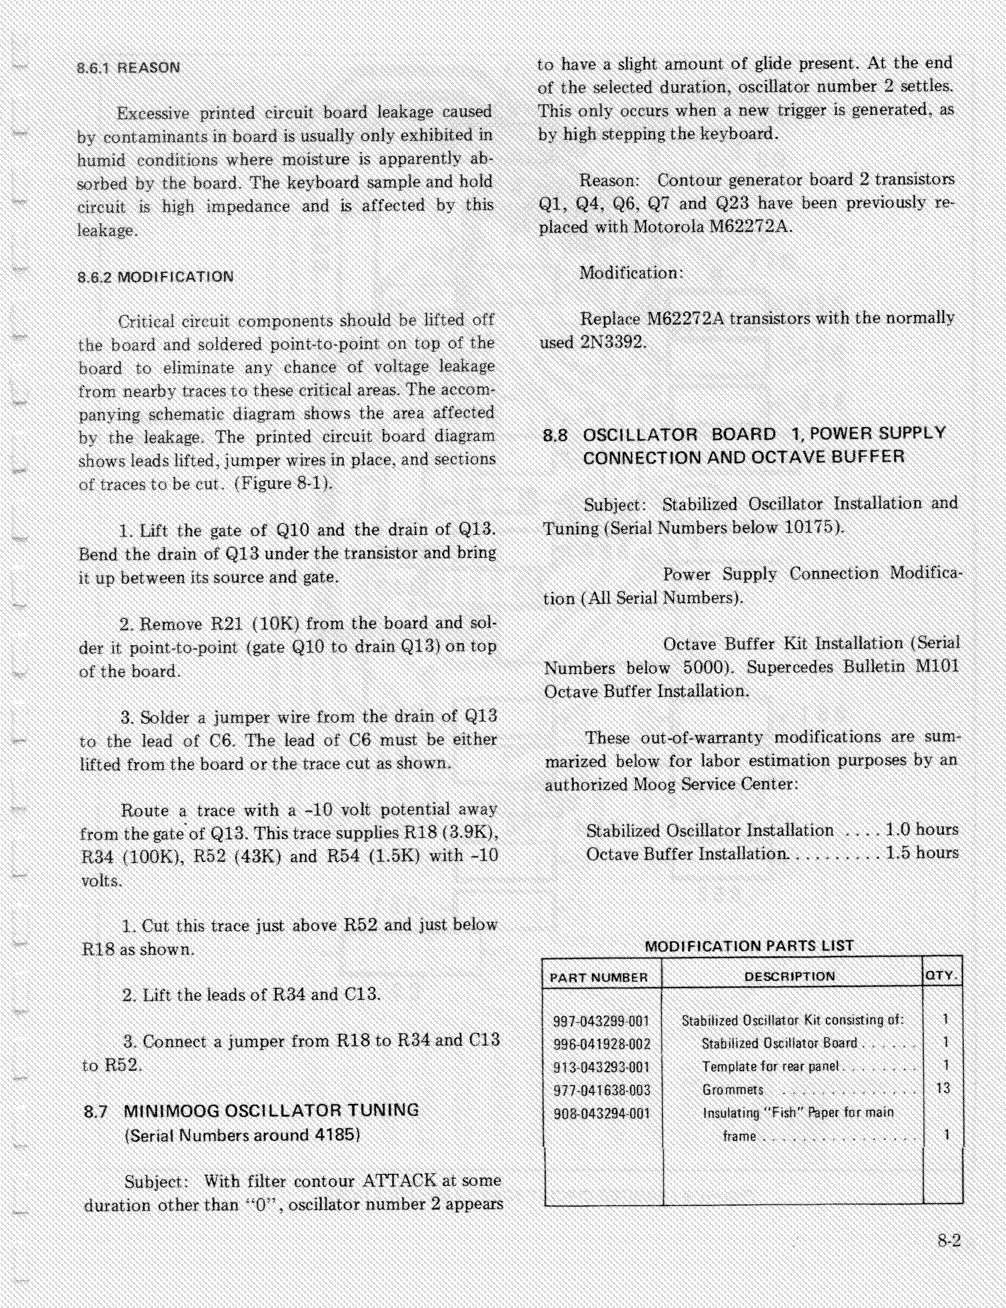 8.6.1 REASON
Excessive printed circuit board leakage caused
by contaminants in board is usually only exhibited in
humid conditions where moisture is apparently ab-
sorbed by the board. The keyboard sample and hold
circuit is high impedance and is affected by this
leakage.
8.6.2 MODIFICATION
Critical circuit components should be lifted off
the board and soldered point-to-point on top of the
board to eliminate any chance of voltage leakage
from nearby traces to these critical areas. The accom-
panying schematic diagram shows the area affected
by the leakage. The printed circuit board diagram
shows leads lifted, jumper wires in place, and sections
of traces to be cut. (Figure 8-1).
1. Lift the gate of Q10 and the drain of Q13.
Bend the drain of Q13 under the transistor and bring
it up between its source and gate.
2. Remove R21 (10K) from the board and sol-
der it point-to-point (gate Q10 to drain Q13) on top
of the board.
3. Solder a jumper wire from the drain of Q13
to the lead of C6. The lead of C6 must be either
lifted from the board or the trace cut as shown.
Route a trace with a -10 volt potential away
from the gate of Q13. This trace supplies R18 (3.9K),
R34 (100K), R52 (43K) and R54 (1.5K) with -10
volts.
1. Cut this trace just above R52 and just below
R18 as shown.
2. Lift the leads of R34 and C13.
3. Connect a jumper from R18 to R34 and C13
to R52.
8.7 MINIMOOG OSCILLATOR TUNING
(Serial Numbers around 4185)
Subject: With filter contour ATTACK at some
duration other than "0", oscillator number 2 appears
to have a slight amount of glide present. At the end
of the selected duration, oscillator number 2 settles.
This only occurs when a new trigger is generated, as
by high stepping the keyboard.
Reason: Contour generator board 2 transistors
Q1, Q4, Q6, Q7 and Q23 have been previously re-
placed with Motorola M62272A.
Modification:
Replace M62272A transistors with the normally
used 2N3392.
8.8 OSCILLATOR BOARD 1, POWER SUPPLY
CONNECTION AND OCTAVE BUFFER
Subject: Stabilized Oscillator Installation and
Tuning (Serial Numbers below 10175).
Power Supply Connection Modifica-
tion (All Serial Numbers).
Octave Buffer Kit Installation (Serial
Numbers below 5000). Supercedes Bulletin M101
Octave Buffer Installation.
These out-of-warranty modifications are sum-
marized below for labor estimation purposes by an
authorized Moog Service Center:
Stabilized Oscillator Installation . . . . 1.0 hours
Octave Buffer Installation. . . . . . . . . . 1.5 hours
MODIFICATION PARTS LIST
PART NUMBER DESCRIPTION QTY.
997-043299-001 Stabilized Oscillator Kit consisting of: 1
996-041928-002 Stabilized Oscillator Board . . . . . . 1
913-043293-001 Template for rear panel . . . . . . . . 1
977-041638-003 Grommets . . . . . . . . . . . . . . 13
908-043294-001 Insulating "Fish" Paper for main
frame . . . . . . . . . . . . . . . . 1
8-2